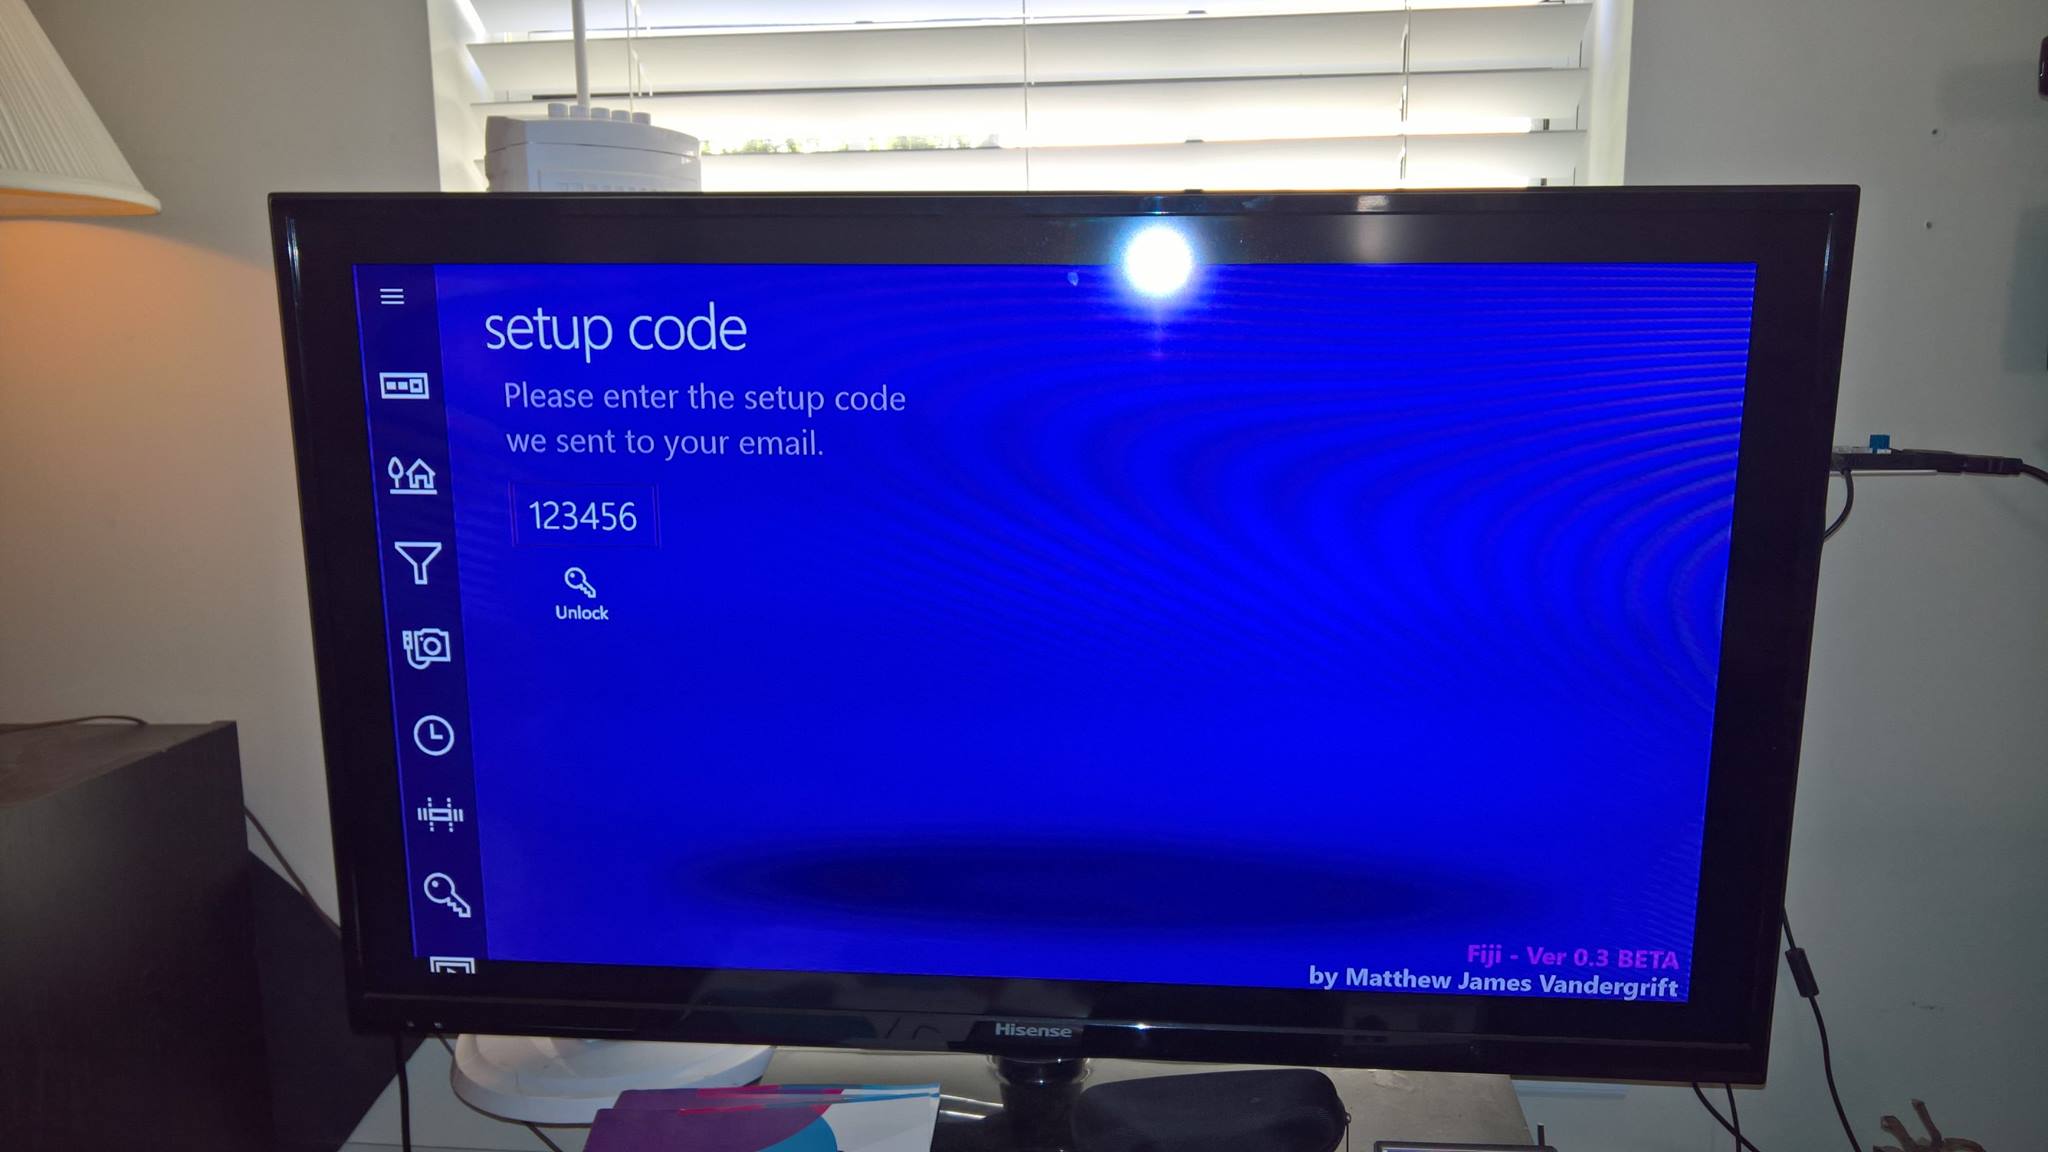 setup code
Please enter the setup code
we sent to your email.
123456
Unlock
Fiji - Ver 0.3 BETA
by Matthew James Vandergrift
Hisense